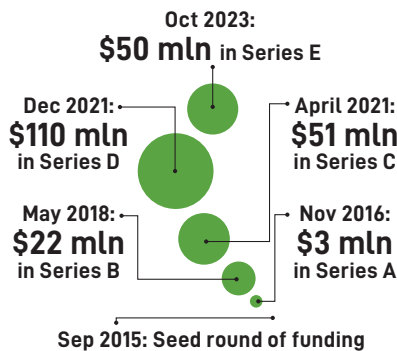 Oct 2023:
$50 mln in Series E
Dec 2021:
$110 mln
in Series D
April 2021:
$51 mln
in Series C
May 2018:
$22 mln
in Series B
Nov 2016:
$3 mln
in Series A
Sep 2015: Seed round of funding